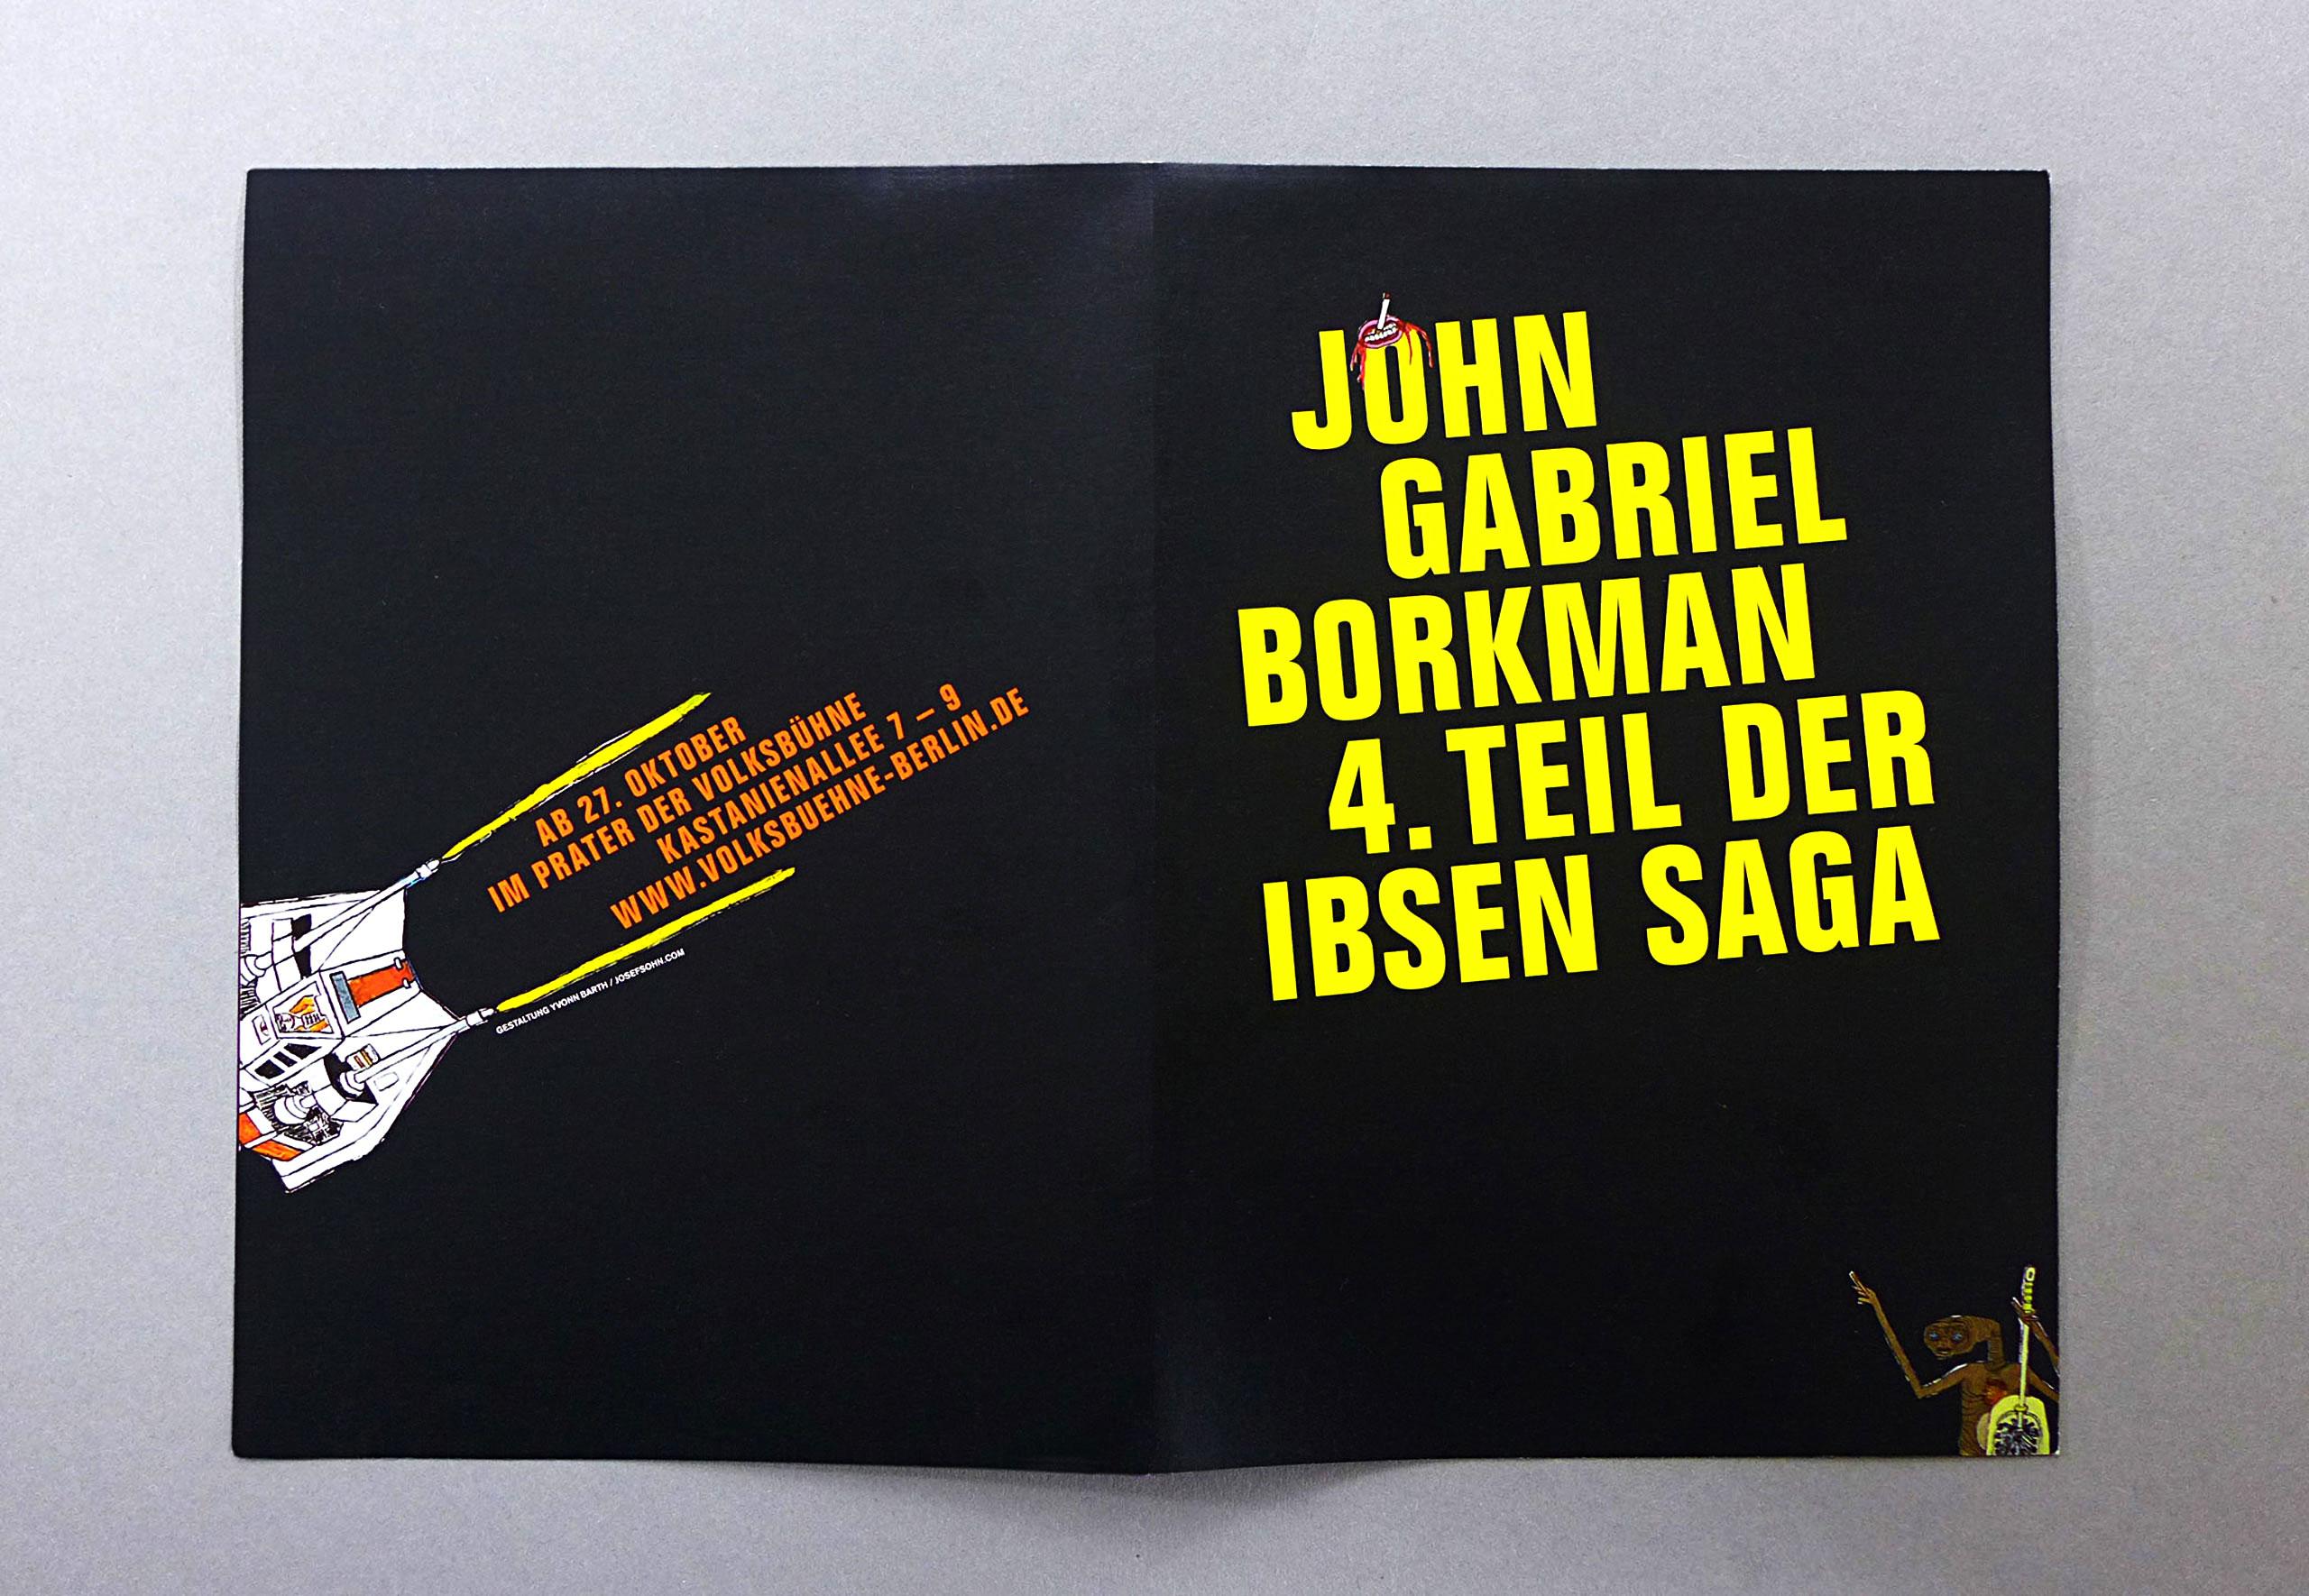 AB 27. OKTOBER
IM PRATER DER VOLKSBÜHNE
KASTANIENALLEE 7 – 9
WWW.VOLKSBUEHNE-BERLIN.DE
GESTALTUNG YVONN BARTH / JOSEFSOHN.COM
JOHN
GABRIEL
BORKMAN
4. TEIL DER
IBSEN SAGA